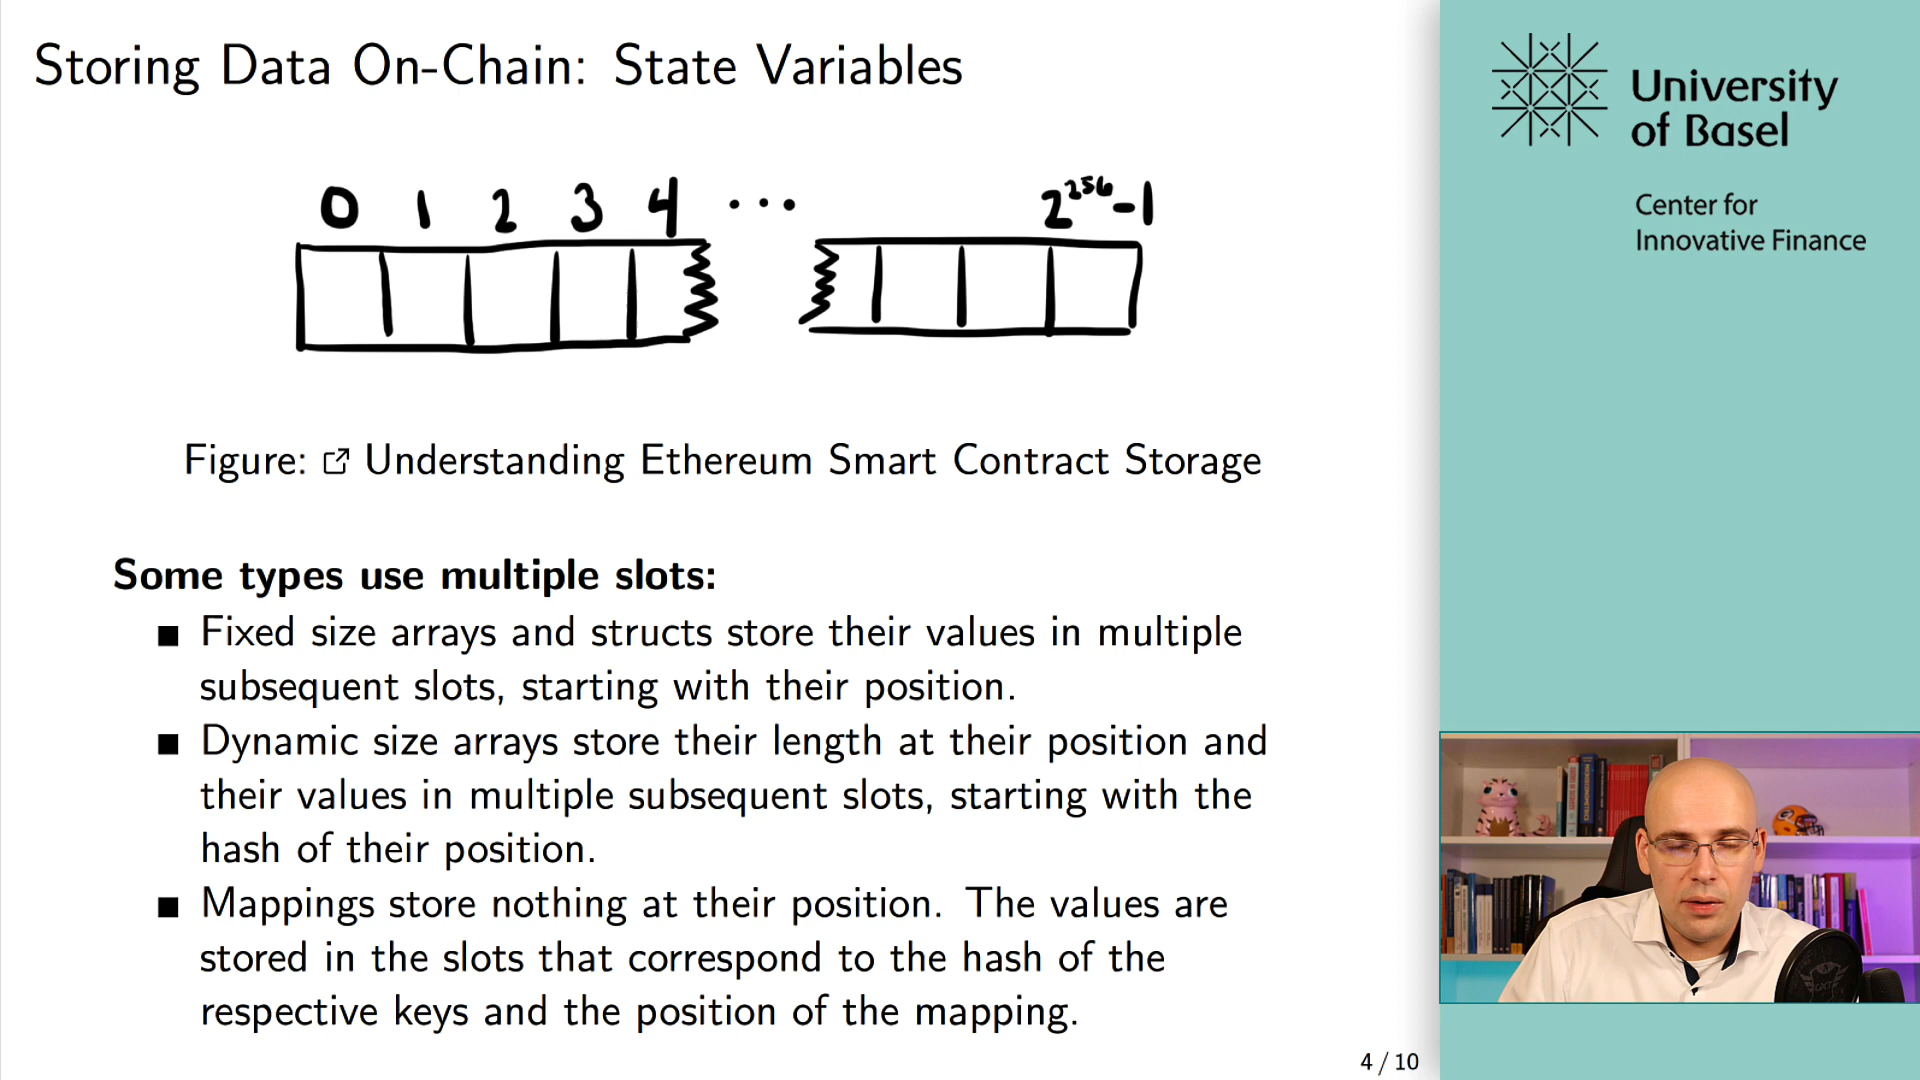 Storing Data On-Chain: State Variables
0 1 2 3 4 ... 2^256-1
Figure: Understanding Ethereum Smart Contract Storage
Some types use multiple slots:
■ Fixed size arrays and structs store their values in multiple
subsequent slots, starting with their position.
■ Dynamic size arrays store their length at their position and
their values in multiple subsequent slots, starting with the
hash of their position.
■ Mappings store nothing at their position. The values are
stored in the slots that correspond to the hash of the
respective keys and the position of the mapping.
4 / 10
University
of Basel
Center for
Innovative Finance